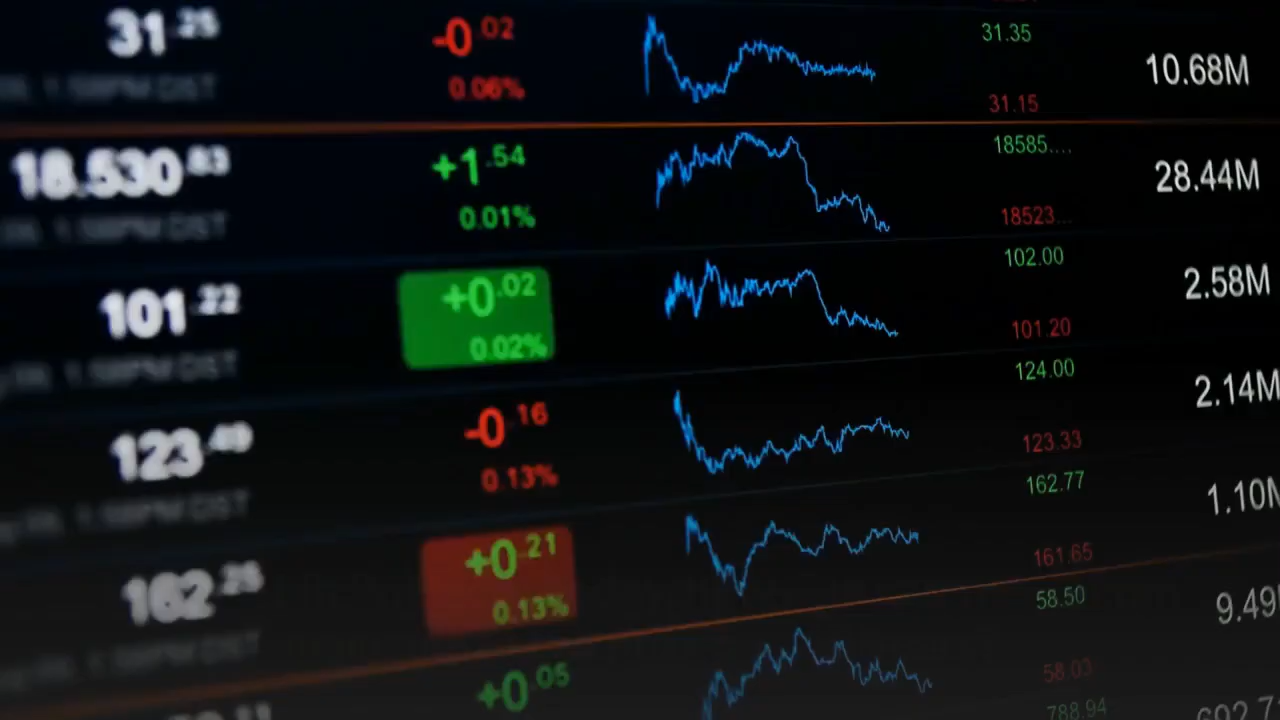 31.25 -0.02 31.35 10.68M
0.06% 31.15
18.530.83 +1.54 18585.... 28.44M
0.01% 18523...
101.22 +0.02 102.00 2.58M
0.02% 101.20
123.49 -0.16 124.00 2.14M
0.13% 123.33
162.25 +0.21 162.77 1.10M
0.13% 161.65
+0.05 58.50 9.49
58.03
788.94 692.7